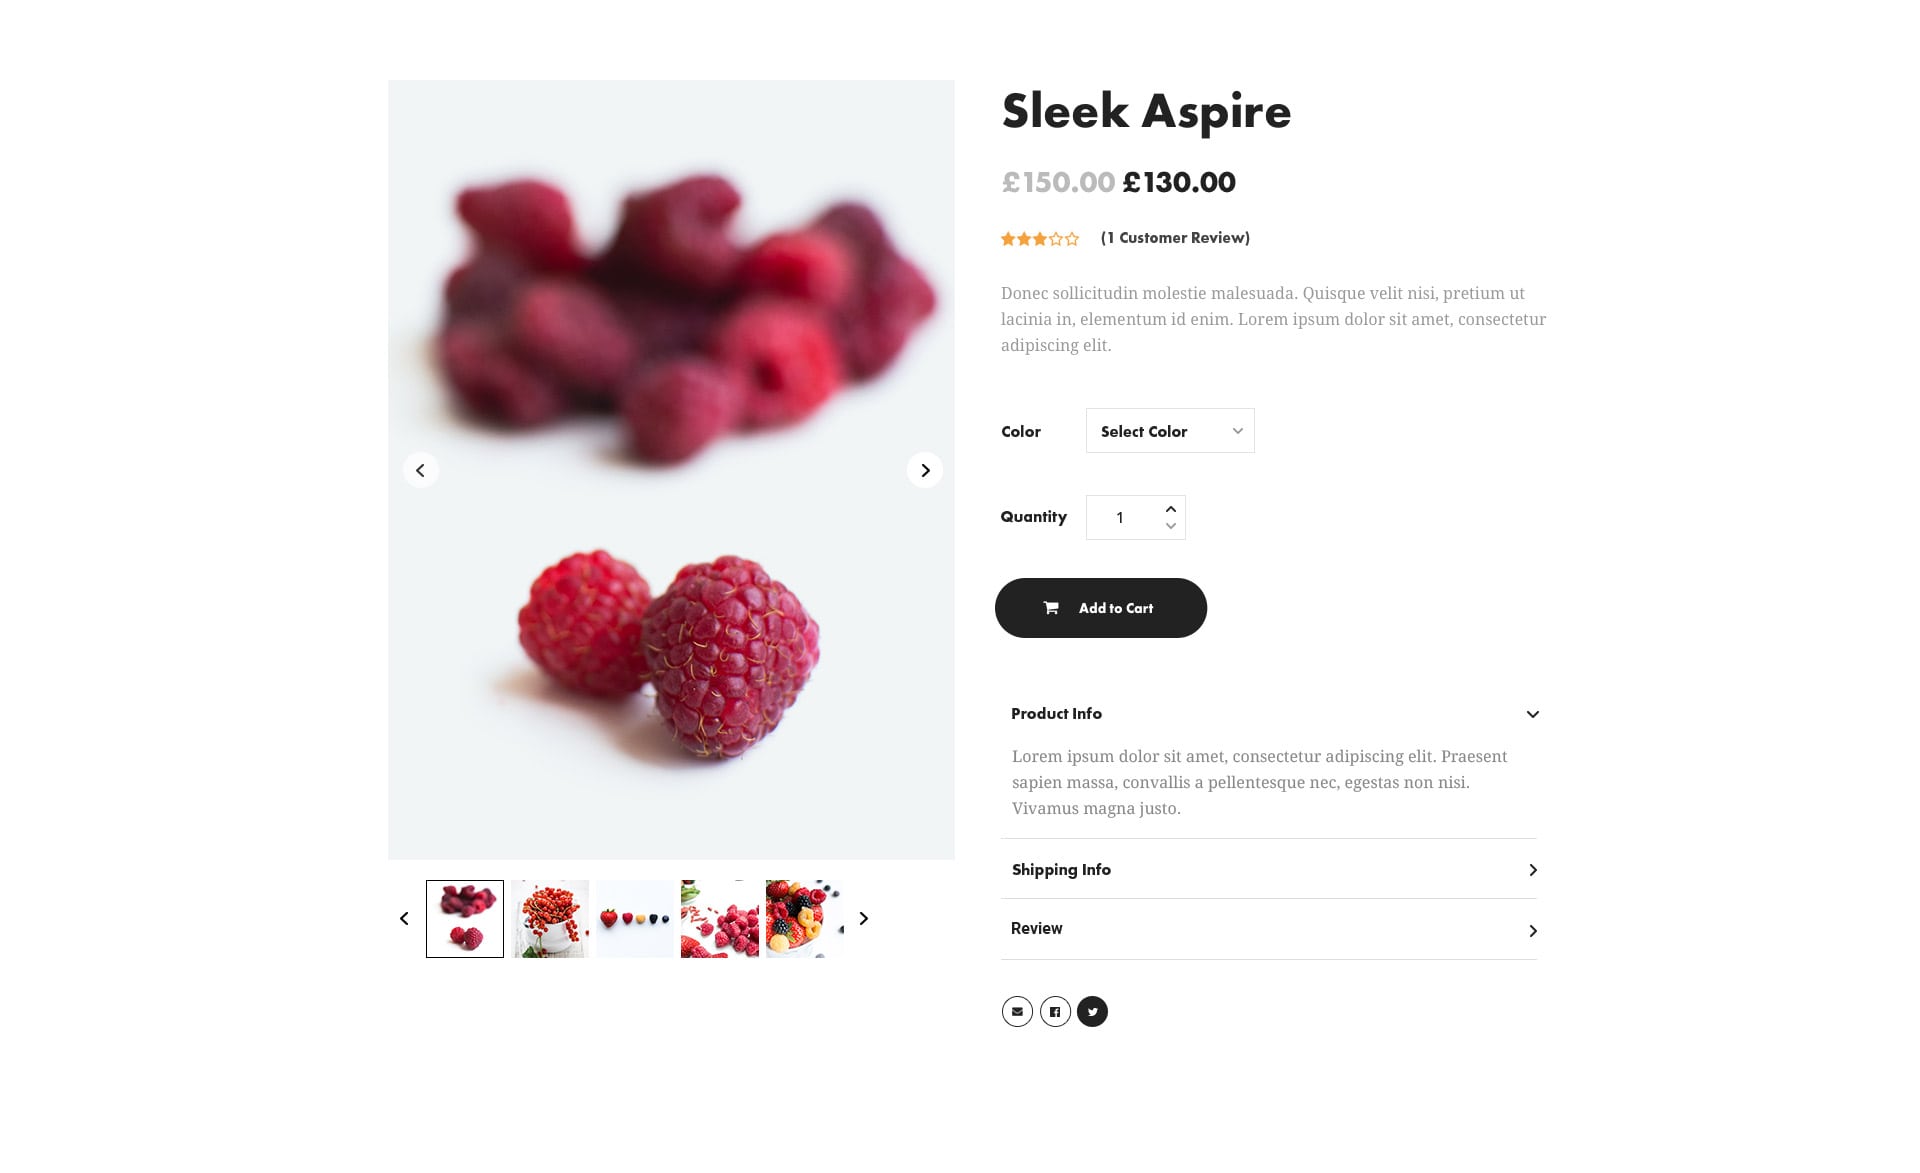 Sleek Aspire
£150.00 £130.00
(1 Customer Review)
Donec sollicitudin molestie malesuada. Quisque velit nisi, pretium ut
lacinia in, elementum id enim. Lorem ipsum dolor sit amet, consectetur
adipiscing elit.
Color
Select Color
Quantity
1
Add to Cart
Product Info
Lorem ipsum dolor sit amet, consectetur adipiscing elit. Praesent
sapien massa, convallis a pellentesque nec, egestas non nisi.
Vivamus magna justo.
Shipping Info
Review